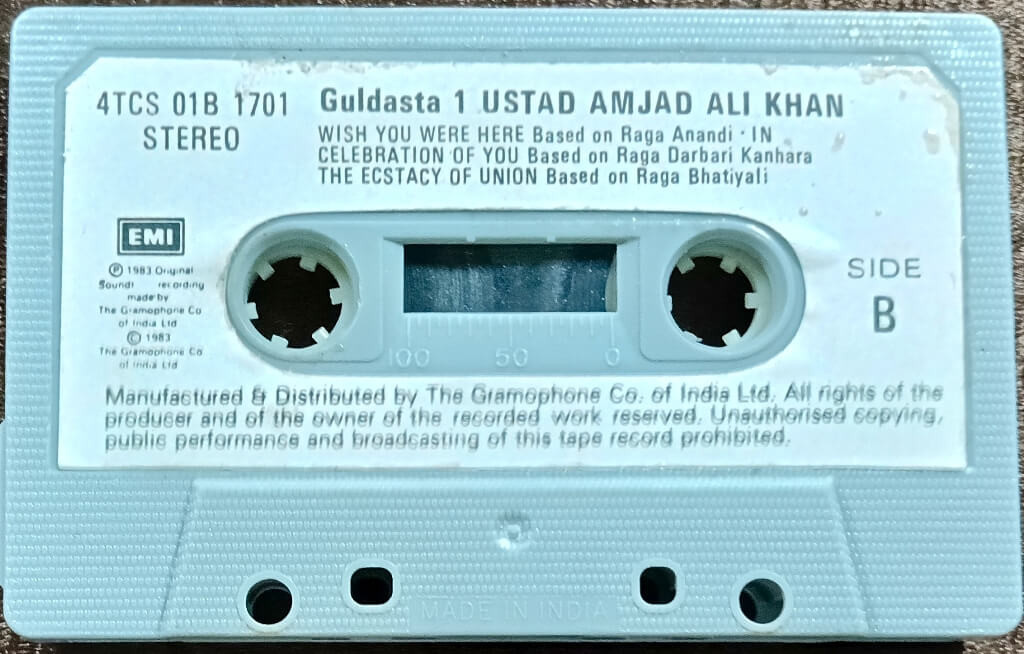 4TCS 01B 1701
STEREO
Guldasta 1 USTAD AMJAD ALI KHAN
WISH YOU WERE HERE Based on Raga Anandi · IN
CELEBRATION OF YOU Based on Raga Darbari Kanhara
THE ECSTACY OF UNION Based on Raga Bhatiyali
EMI
℗ 1983 Original
Sound recording
made by
The Gramophone Co
of India Ltd
© 1983
The Gramophone Co
of India Ltd
SIDE
B
100 50 0
Manufactured & Distributed by The Gramophone Co. of India Ltd. All rights of the
producer and of the owner of the recorded work reserved. Unauthorised copying,
public performance and broadcasting of this tape record prohibited.
MADE IN INDIA